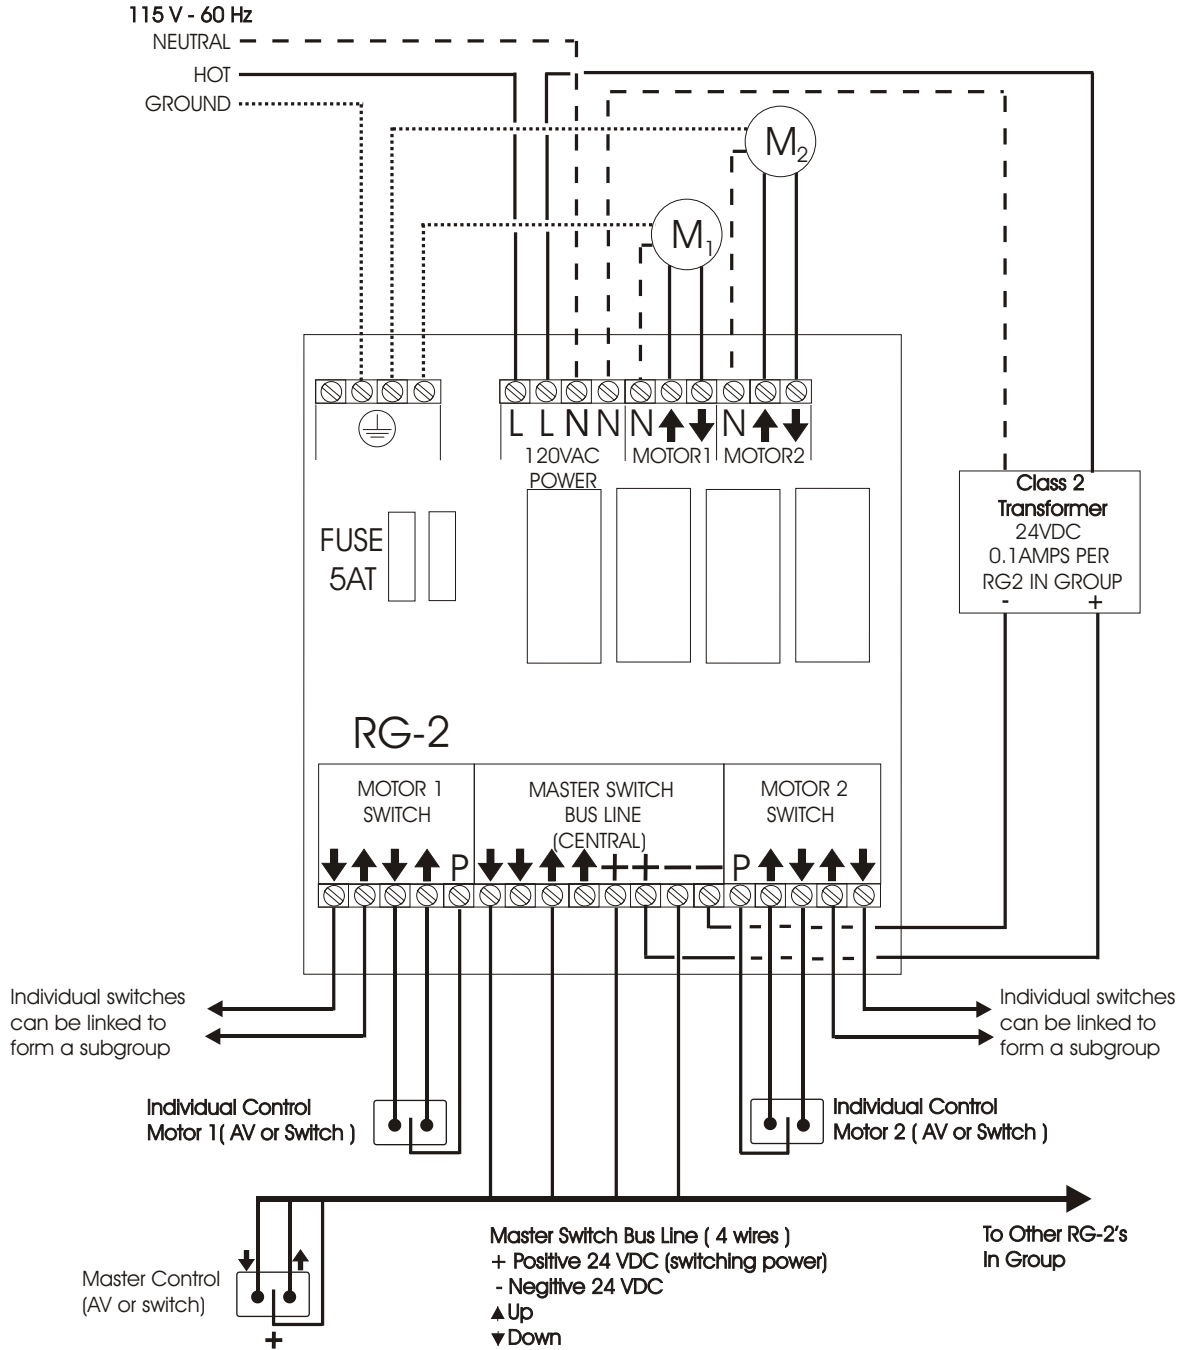 115 V - 60 Hz
NEUTRAL
HOT
GROUND
M2
M1
L L N N N N
120VAC
POWER
MOTOR1
MOTOR2
FUSE
5AT
Class 2
Transformer
24VDC
0.1AMPS PER
RG2 IN GROUP
- +
RG-2
MOTOR 1
SWITCH
MASTER SWITCH
BUS LINE
(CENTRAL)
MOTOR 2
SWITCH
P + + — — P
Individual switches
can be linked to
form a subgroup
Individual switches
can be linked to
form a subgroup
Individual Control
Motor 1( AV or Switch )
Individual Control
Motor 2 ( AV or Switch )
Master Switch Bus Line ( 4 wires )
+ Positive 24 VDC (switching power)
- Negitive 24 VDC
▲Up
▼Down
To Other RG-2's
In Group
Master Control
(AV or switch)
+